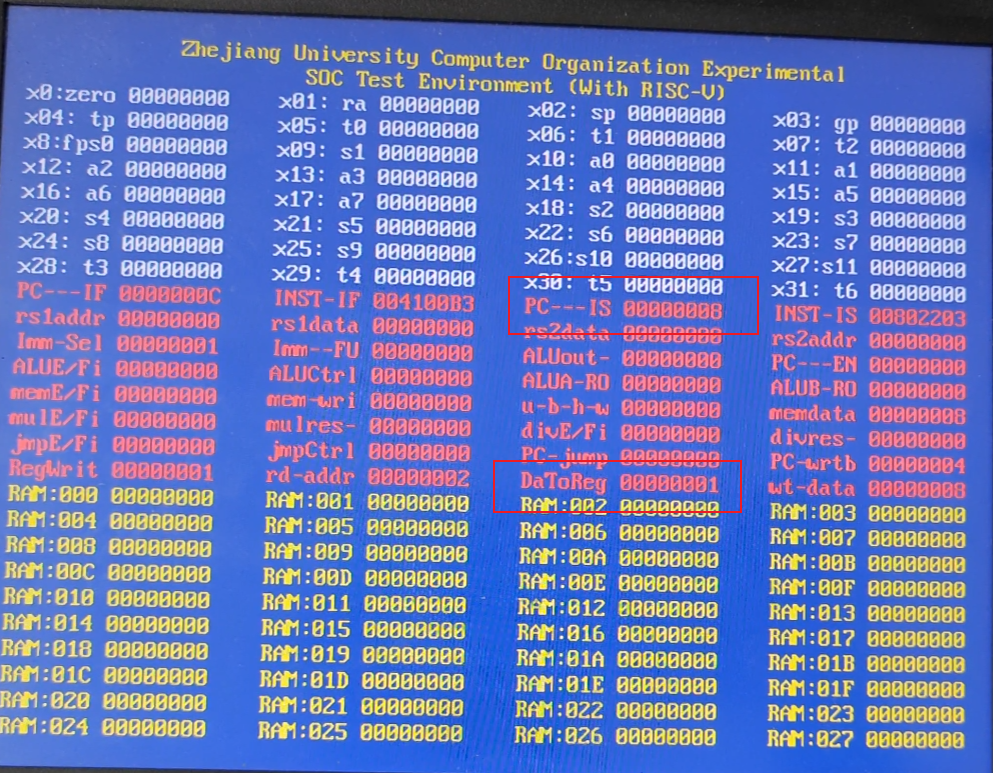 Zhejiang University Computer Organization Experimental
SOC Test Environment (With RISC-V)
x0:zero 00000000 x01: ra 00000000 x02: sp 00000000 x03: gp 00000000
x04: tp 00000000 x05: t0 00000000 x06: t1 00000000 x07: t2 00000000
x8:fps0 00000000 x09: s1 00000000 x10: a0 00000000 x11: a1 00000000
x12: a2 00000000 x13: a3 00000000 x14: a4 00000000 x15: a5 00000000
x16: a6 00000000 x17: a7 00000000 x18: s2 00000000 x19: s3 00000000
x20: s4 00000000 x21: s5 00000000 x22: s6 00000000 x23: s7 00000000
x24: s8 00000000 x25: s9 00000000 x26:s10 00000000 x27:s11 00000000
x28: t3 00000000 x29: t4 00000000 x30: t5 00000000 x31: t6 00000000
PC---IF 0000000C INST-IF 004100B3 PC---IS 00000008 INST-IS 00802203
rs1addr 00000000 rs1data 00000000 rs2data 00000000 rs2addr 00000000
Imm-Sel 00000001 Imm--FU 00000000 ALUout- 00000000 PC---EN 00000000
ALUE/Fi 00000000 ALUCtrl 00000000 ALUA-RO 00000000 ALUB-RO 00000000
memE/Fi 00000000 mem-wri 00000000 u-b-h-w 00000000 memdata 00000008
mulE/Fi 00000000 mulres- 00000000 divE/Fi 00000000 divres- 00000000
jmpE/Fi 00000000 jmpCtrl 00000000 PC-jump 00000000 PC-wrtb 00000004
RegWrit 00000001 rd-addr 00000002 DaToReg 00000001 wt-data 00000008
RAM:000 00000000 RAM:001 00000000 RAM:002 00000000 RAM:003 00000000
RAM:004 00000000 RAM:005 00000000 RAM:006 00000000 RAM:007 00000000
RAM:008 00000000 RAM:009 00000000 RAM:00A 00000000 RAM:00B 00000000
RAM:00C 00000000 RAM:00D 00000000 RAM:00E 00000000 RAM:00F 00000000
RAM:010 00000000 RAM:011 00000000 RAM:012 00000000 RAM:013 00000000
RAM:014 00000000 RAM:015 00000000 RAM:016 00000000 RAM:017 00000000
RAM:018 00000000 RAM:019 00000000 RAM:01A 00000000 RAM:01B 00000000
RAM:01C 00000000 RAM:01D 00000000 RAM:01E 00000000 RAM:01F 00000000
RAM:020 00000000 RAM:021 00000000 RAM:022 00000000 RAM:023 00000000
RAM:024 00000000 RAM:025 00000000 RAM:026 00000000 RAM:027 00000000